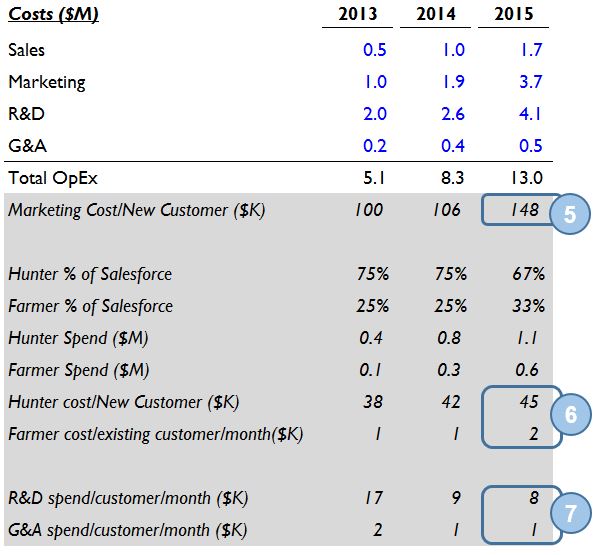 Costs ($M) 2013 2014 2015
Sales 0.5 1.0 1.7
Marketing 1.0 1.9 3.7
R&D 2.0 2.6 4.1
G&A 0.2 0.4 0.5
Total OpEx 5.1 8.3 13.0
Marketing Cost/New Customer ($K) 100 106 148 5
Hunter % of Salesforce 75% 75% 67%
Farmer % of Salesforce 25% 25% 33%
Hunter Spend ($M) 0.4 0.8 1.1
Farmer Spend ($M) 0.1 0.3 0.6
Hunter cost/New Customer ($K) 38 42 45 6
Farmer cost/existing customer/month($K) 1 1 2
R&D spend/customer/month ($K) 17 9 8 7
G&A spend/customer/month ($K) 2 1 1